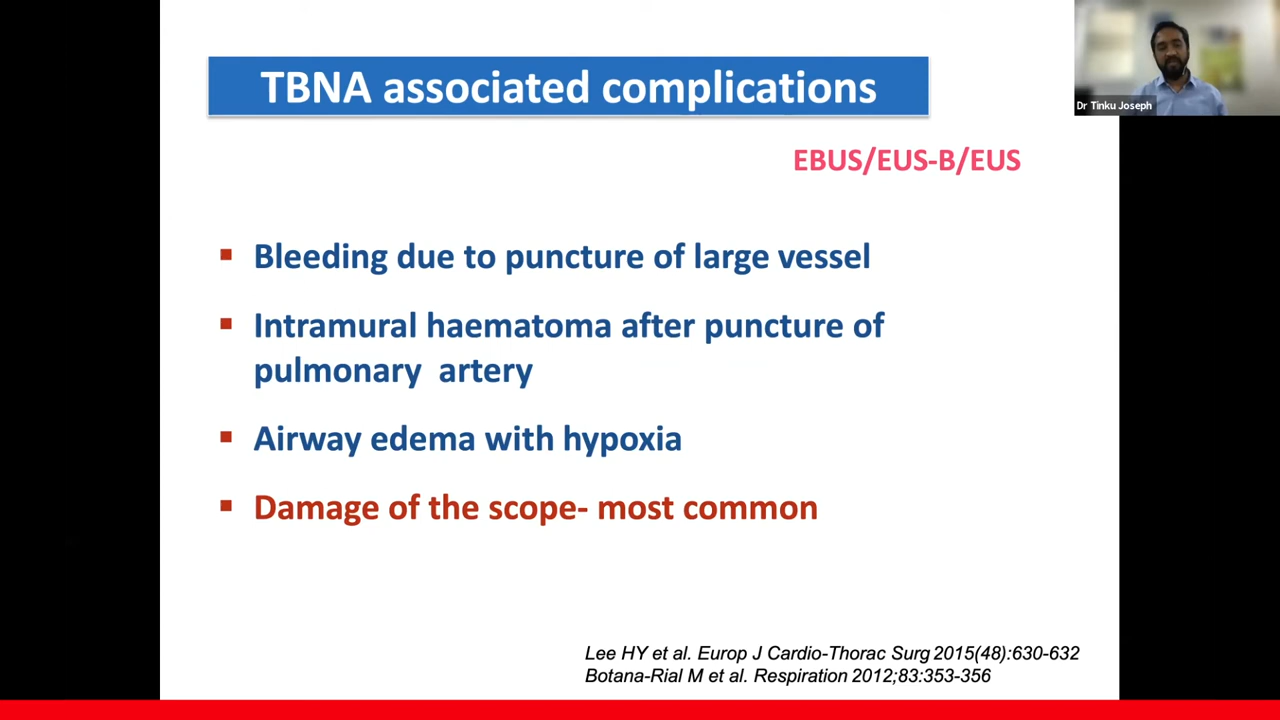 TBNA associated complications
Dr Tinku Joseph
EBUS/EUS-B/EUS
▪ Bleeding due to puncture of large vessel
▪ Intramural haematoma after puncture of
pulmonary artery
▪ Airway edema with hypoxia
▪ Damage of the scope- most common
Lee HY et al. Europ J Cardio-Thorac Surg 2015(48):630-632
Botana-Rial M et al. Respiration 2012;83:353-356